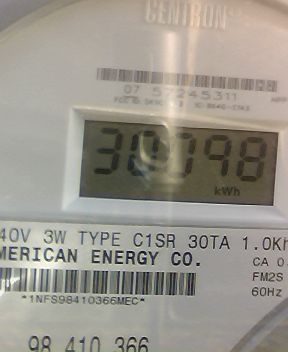 CENTRON
07 57245311
30098
kWh
40V 3W TYPE C1SR 30TA 1.0Kh
MERICAN ENERGY CO.
CA 0
FM2S
*1NFS98410366MEC*
60Hz
98 410 366